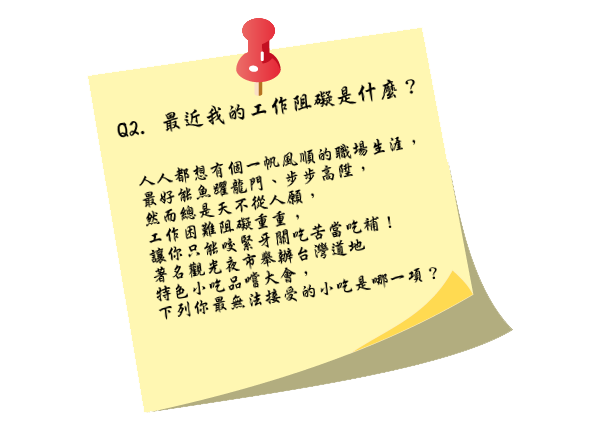 Q2. 最近我的工作阻礙是什麼？
人人都想有個一帆風順的職場生涯，
最好能魚躍龍門、步步高陞，
然而總是天不從人願，
工作困難阻礙重重，
讓你只能咬緊牙關吃苦當吃補！
著名觀光夜市舉辦台灣道地
特色小吃品嚐大會，
下列你最無法接受的小吃是哪一項？